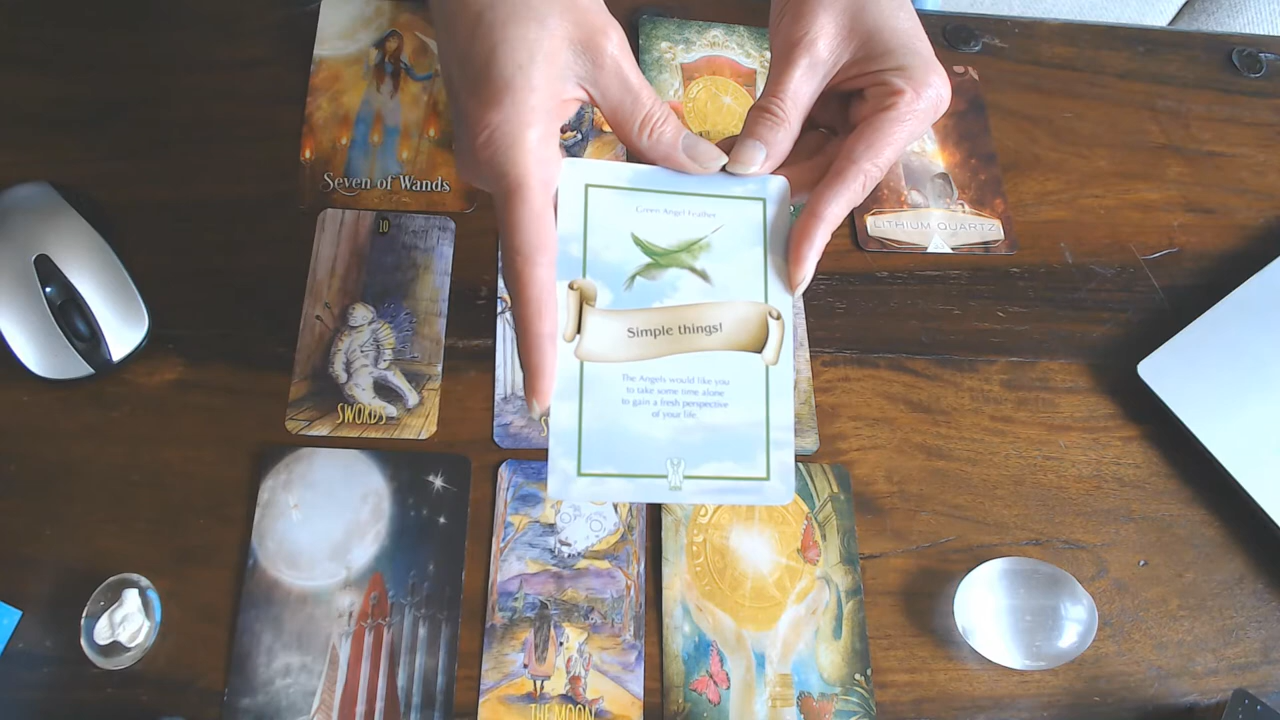 Seven of Wands
LITHIUM QUARTZ
10
SWORDS
Green Angel Feather
Simple things!
The Angels would like you
to take some time alone
to gain a fresh perspective
of your life.
THE MOON